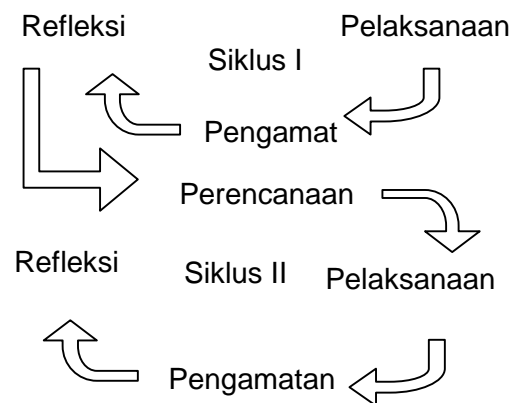 Refleksi Pelaksanaan
Siklus I
Pengamat
Perencanaan
Refleksi Siklus II Pelaksanaan
Pengamatan